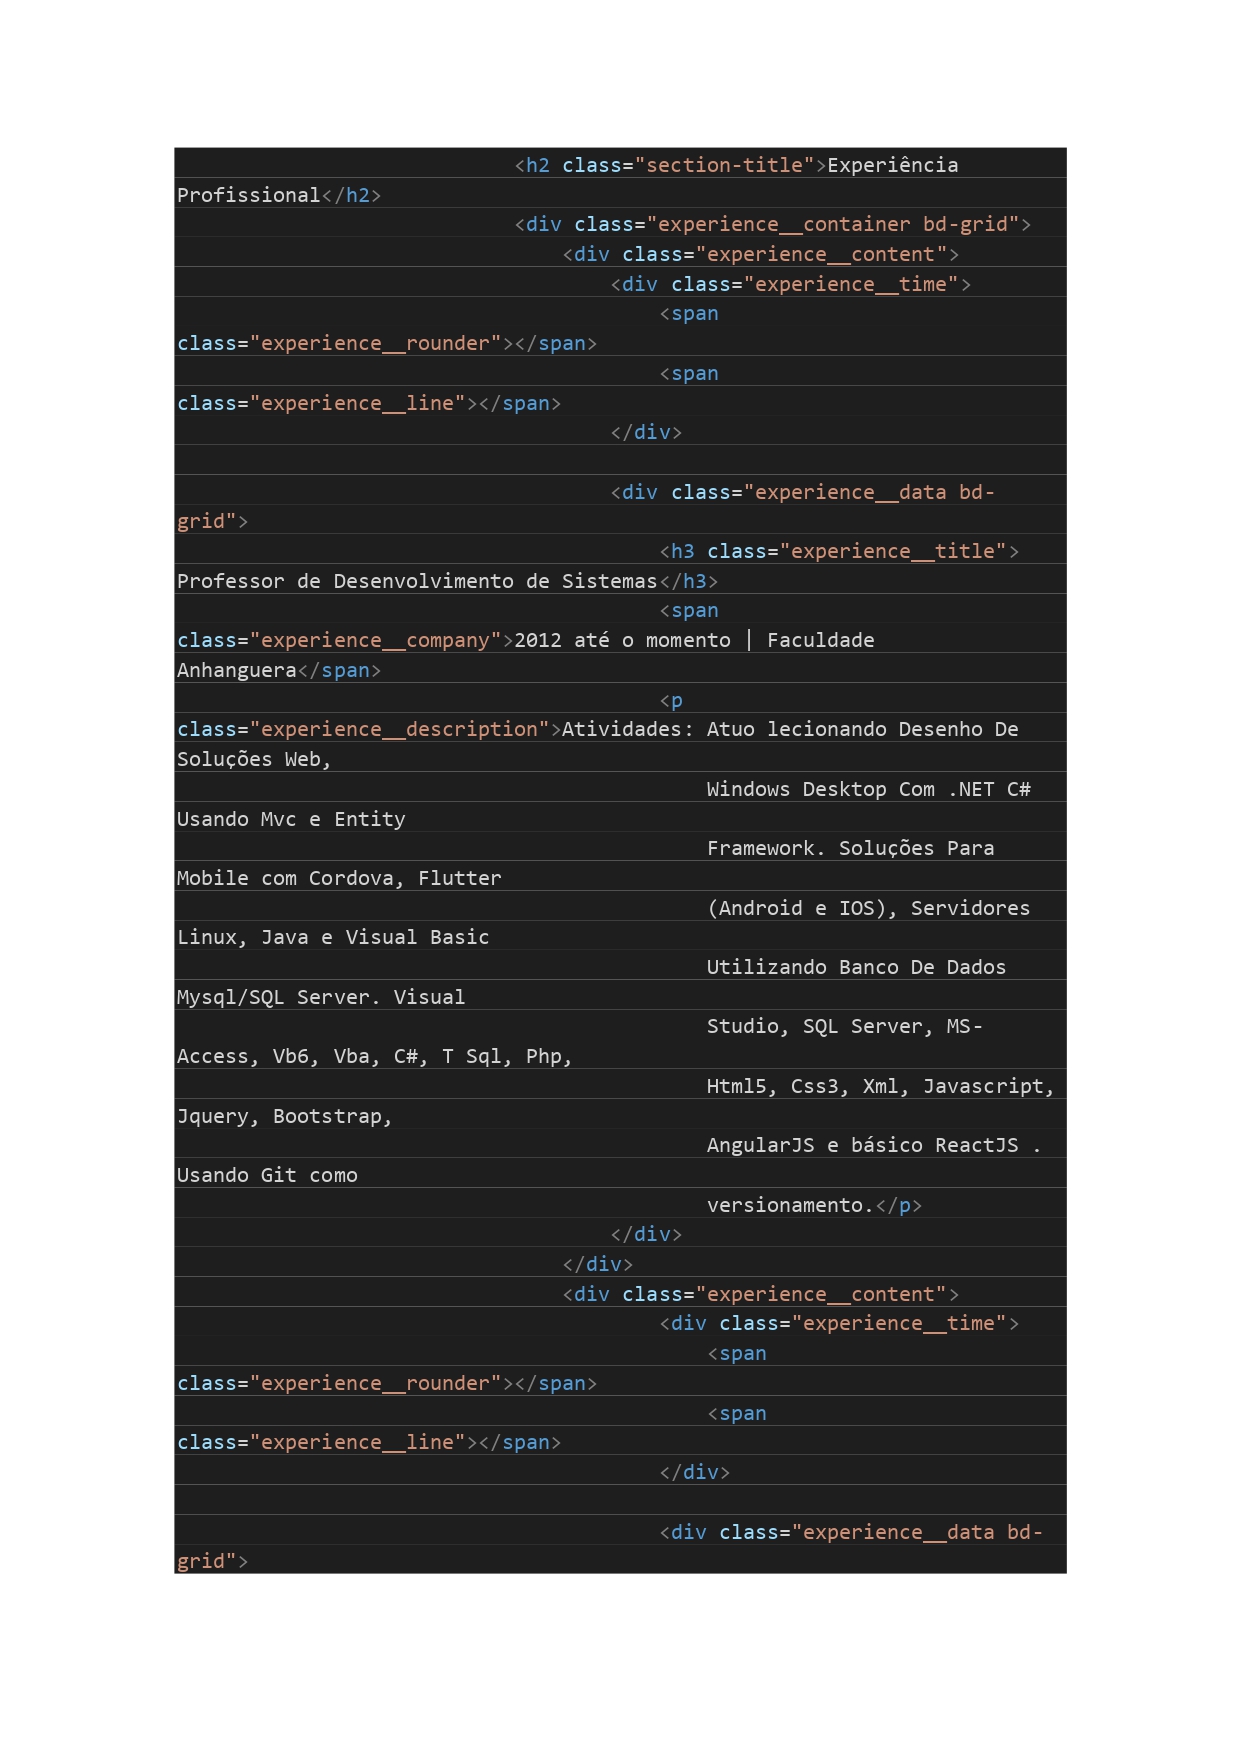 <h2 class="section-title">Experiência
Profissional</h2>
<div class="experience__container bd-grid">
<div class="experience__content">
<div class="experience__time">
<span
class="experience__rounder"></span>
<span
class="experience__line"></span>
</div>
<div class="experience__data bd-
grid">
<h3 class="experience__title">
Professor de Desenvolvimento de Sistemas</h3>
<span
class="experience__company">2012 até o momento | Faculdade
Anhanguera</span>
<p
class="experience__description">Atividades: Atuo lecionando Desenho De
Soluções Web,
Windows Desktop Com .NET C#
Usando Mvc e Entity
Framework. Soluções Para
Mobile com Cordova, Flutter
(Android e IOS), Servidores
Linux, Java e Visual Basic
Utilizando Banco De Dados
Mysql/SQL Server. Visual
Studio, SQL Server, MS-
Access, Vb6, Vba, C#, T Sql, Php,
Html5, Css3, Xml, Javascript,
Jquery, Bootstrap,
AngularJS e básico ReactJS .
Usando Git como
versionamento.</p>
</div>
</div>
<div class="experience__content">
<div class="experience__time">
<span
class="experience__rounder"></span>
<span
class="experience__line"></span>
</div>
<div class="experience__data bd-
grid">